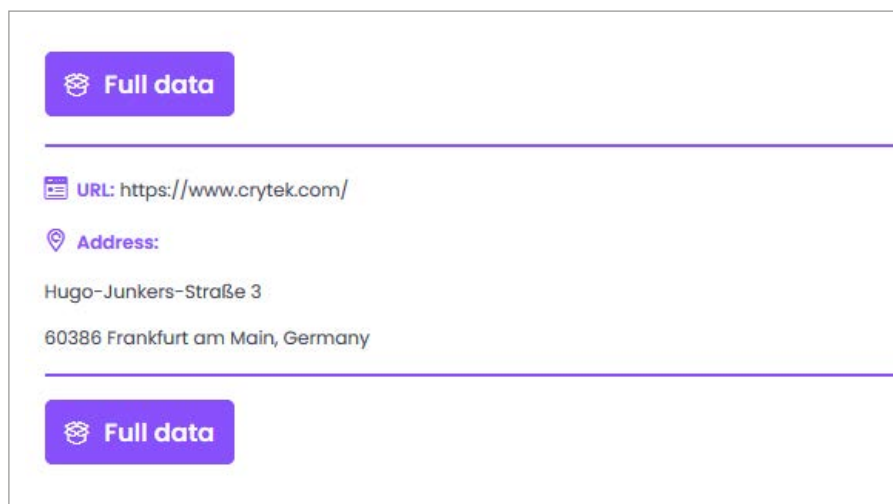 Full data
URL: https://www.crytek.com/
Address:
Hugo-Junkers-Straße 3
60386 Frankfurt am Main, Germany
Full data